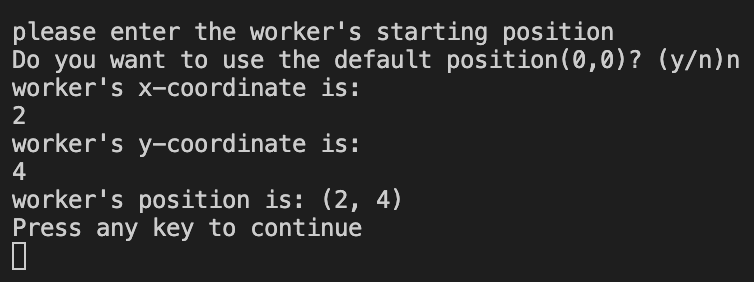 please enter the worker's starting position
Do you want to use the default position(0,0)? (y/n)n
worker's x-coordinate is:
2
worker's y-coordinate is:
4
worker's position is: (2, 4)
Press any key to continue